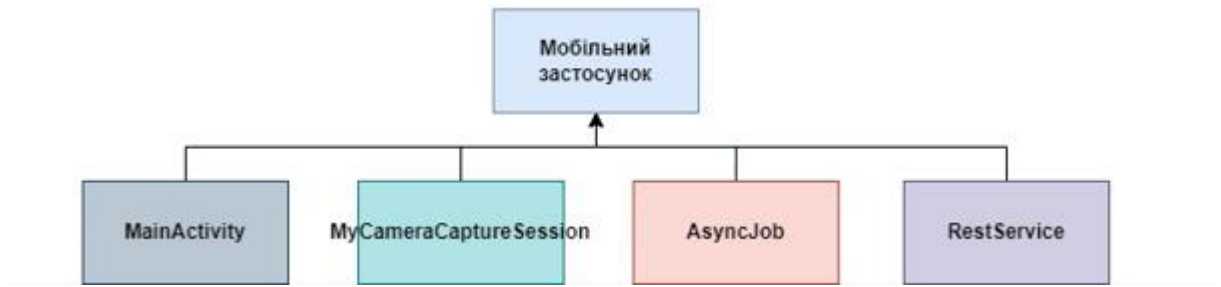 Мобільний
застосунок
MainActivity
MyCameraCaptureSession
AsyncJob
RestService